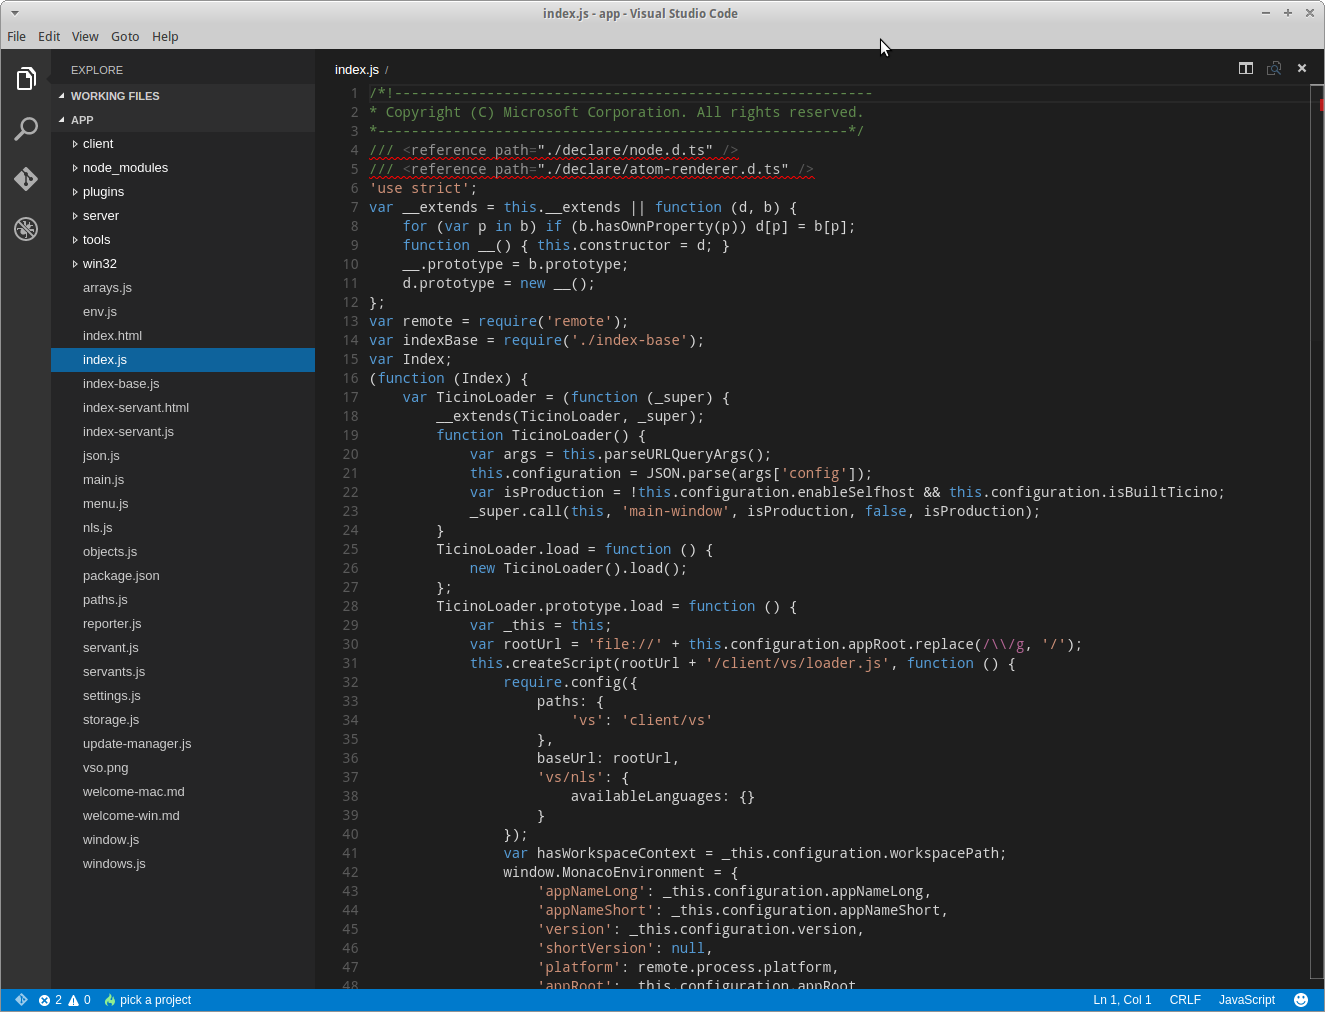 index.js - app - Visual Studio Code
File Edit View Goto Help
EXPLORE
WORKING FILES
APP
client
node_modules
plugins
server
tools
win32
arrays.js
env.js
index.html
index.js
index-base.js
index-servant.html
index-servant.js
json.js
main.js
menu.js
nls.js
objects.js
package.json
paths.js
reporter.js
servant.js
servants.js
settings.js
storage.js
update-manager.js
vso.png
welcome-mac.md
welcome-win.md
window.js
windows.js
index.js /
1 /*!---------------------------------------------------------
2 * Copyright (C) Microsoft Corporation. All rights reserved.
3 *--------------------------------------------------------*/
4 /// <reference path="./declare/node.d.ts" />
5 /// <reference path="./declare/atom-renderer.d.ts" />
6 'use strict';
7 var __extends = this.__extends || function (d, b) {
8     for (var p in b) if (b.hasOwnProperty(p)) d[p] = b[p];
9     function __() { this.constructor = d; }
10     __.prototype = b.prototype;
11     d.prototype = new __();
12 };
13 var remote = require('remote');
14 var indexBase = require('./index-base');
15 var Index;
16 (function (Index) {
17     var TicinoLoader = (function (_super) {
18         __extends(TicinoLoader, _super);
19         function TicinoLoader() {
20             var args = this.parseURLQueryArgs();
21             this.configuration = JSON.parse(args['config']);
22             var isProduction = !this.configuration.enableSelfhost && this.configuration.isBuiltTicino;
23             _super.call(this, 'main-window', isProduction, false, isProduction);
24         }
25         TicinoLoader.load = function () {
26             new TicinoLoader().load();
27         };
28         TicinoLoader.prototype.load = function () {
29             var _this = this;
30             var rootUrl = 'file://' + this.configuration.appRoot.replace(/\\/g, '/');
31             this.createScript(rootUrl + '/client/vs/loader.js', function () {
32                 require.config({
33                     paths: {
34                         'vs': 'client/vs'
35                     },
36                     baseUrl: rootUrl,
37                     'vs/nls': {
38                         availableLanguages: {}
39                     }
40                 });
41                 var hasWorkspaceContext = _this.configuration.workspacePath;
42                 window.MonacoEnvironment = {
43                     'appNameLong': _this.configuration.appNameLong,
44                     'appNameShort': _this.configuration.appNameShort,
45                     'version': _this.configuration.version,
46                     'shortVersion': null,
47                     'platform': remote.process.platform,
48                     'appRoot': _this.configuration.appRoot
2 0 pick a project Ln 1, Col 1 CRLF JavaScript